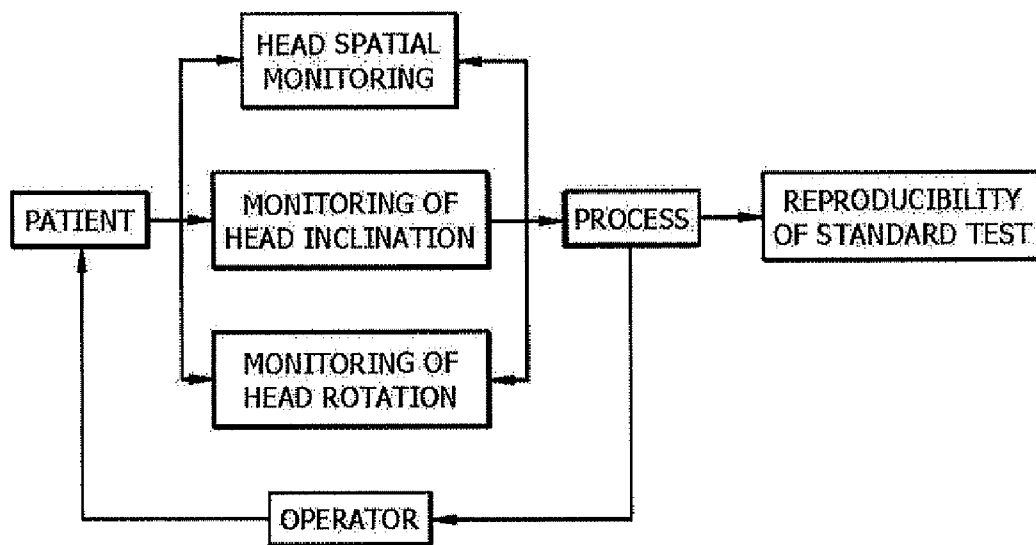 HEAD SPATIAL
MONITORING
PATIENT
MONITORING OF
HEAD INCLINATION
PROCESS
REPRODUCIBILITY
OF STANDARD TEST
MONITORING OF
HEAD ROTATION
OPERATOR